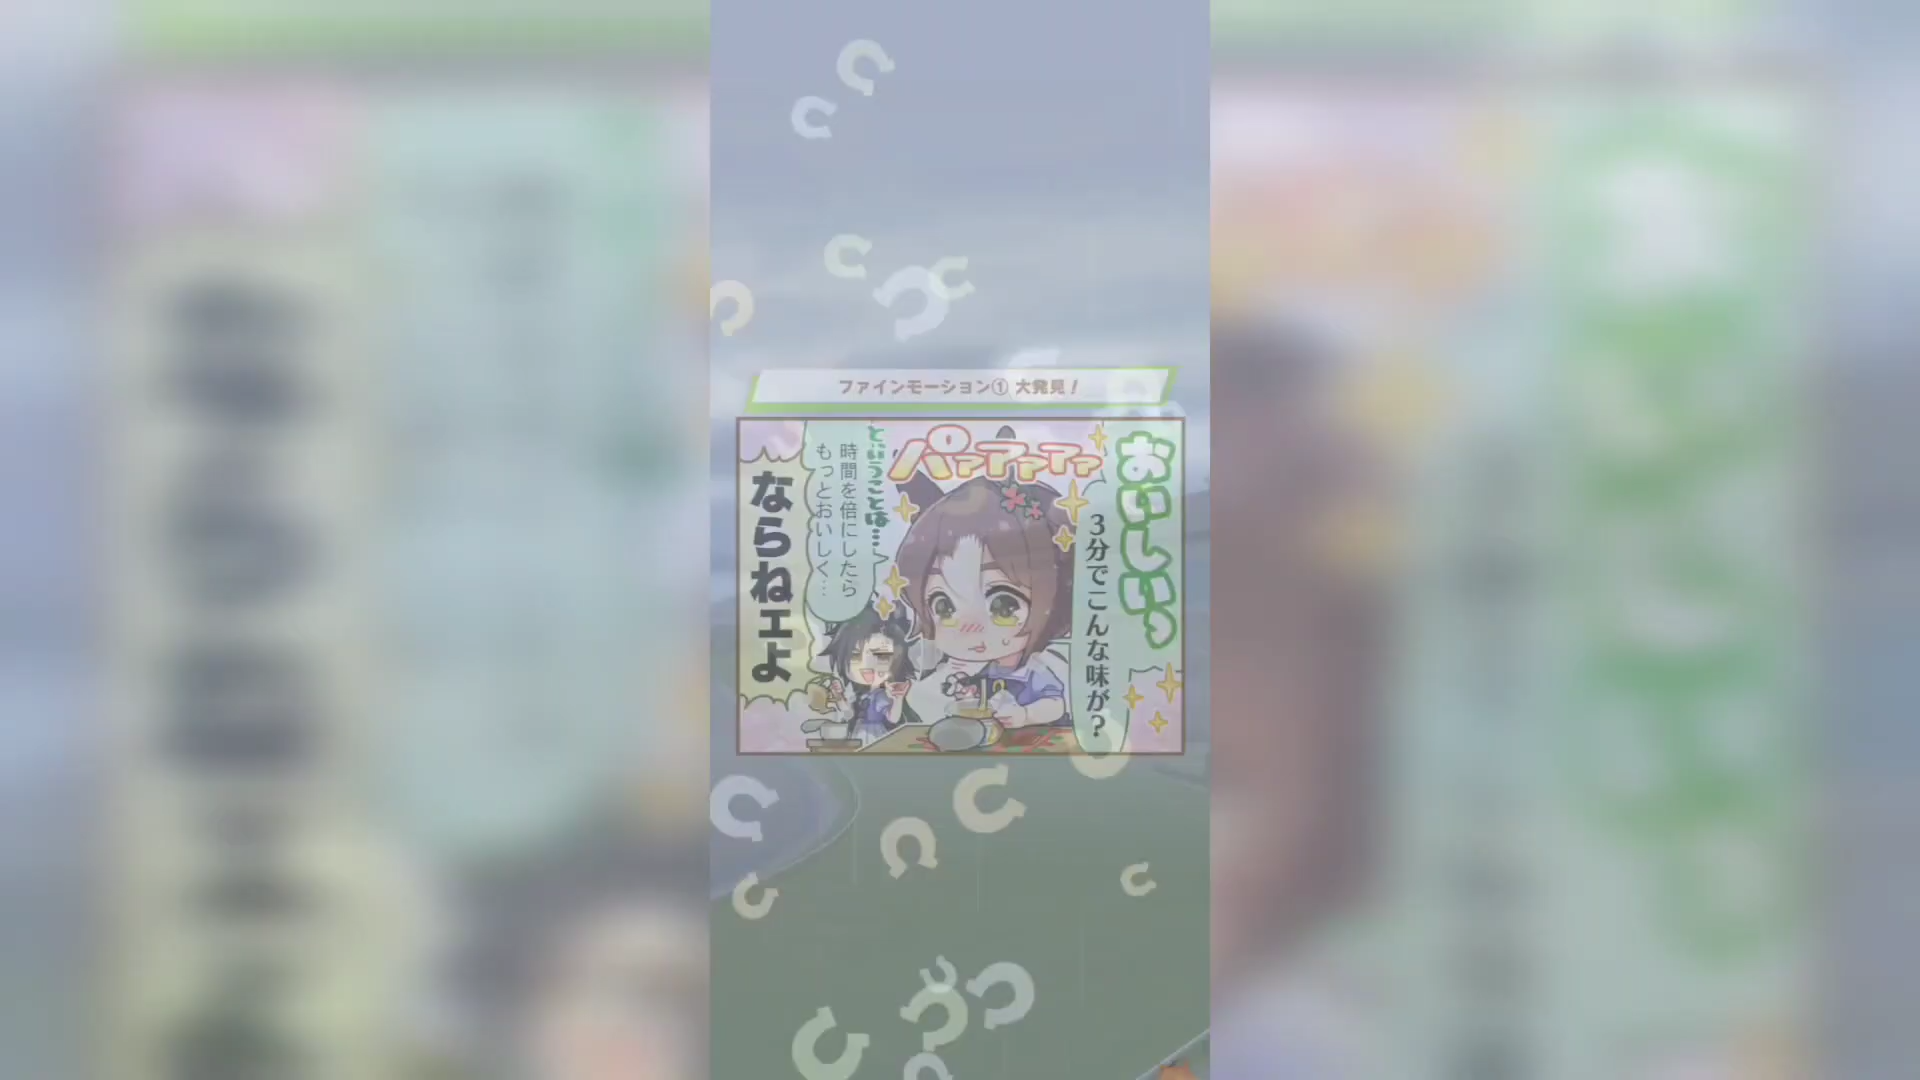 ファインモーション① 大発見!
おいしいっ
3分でこんな味が?
パァアァァァ
ということは…
時間を倍にしたら
もっとおいしく…
ならねェよ